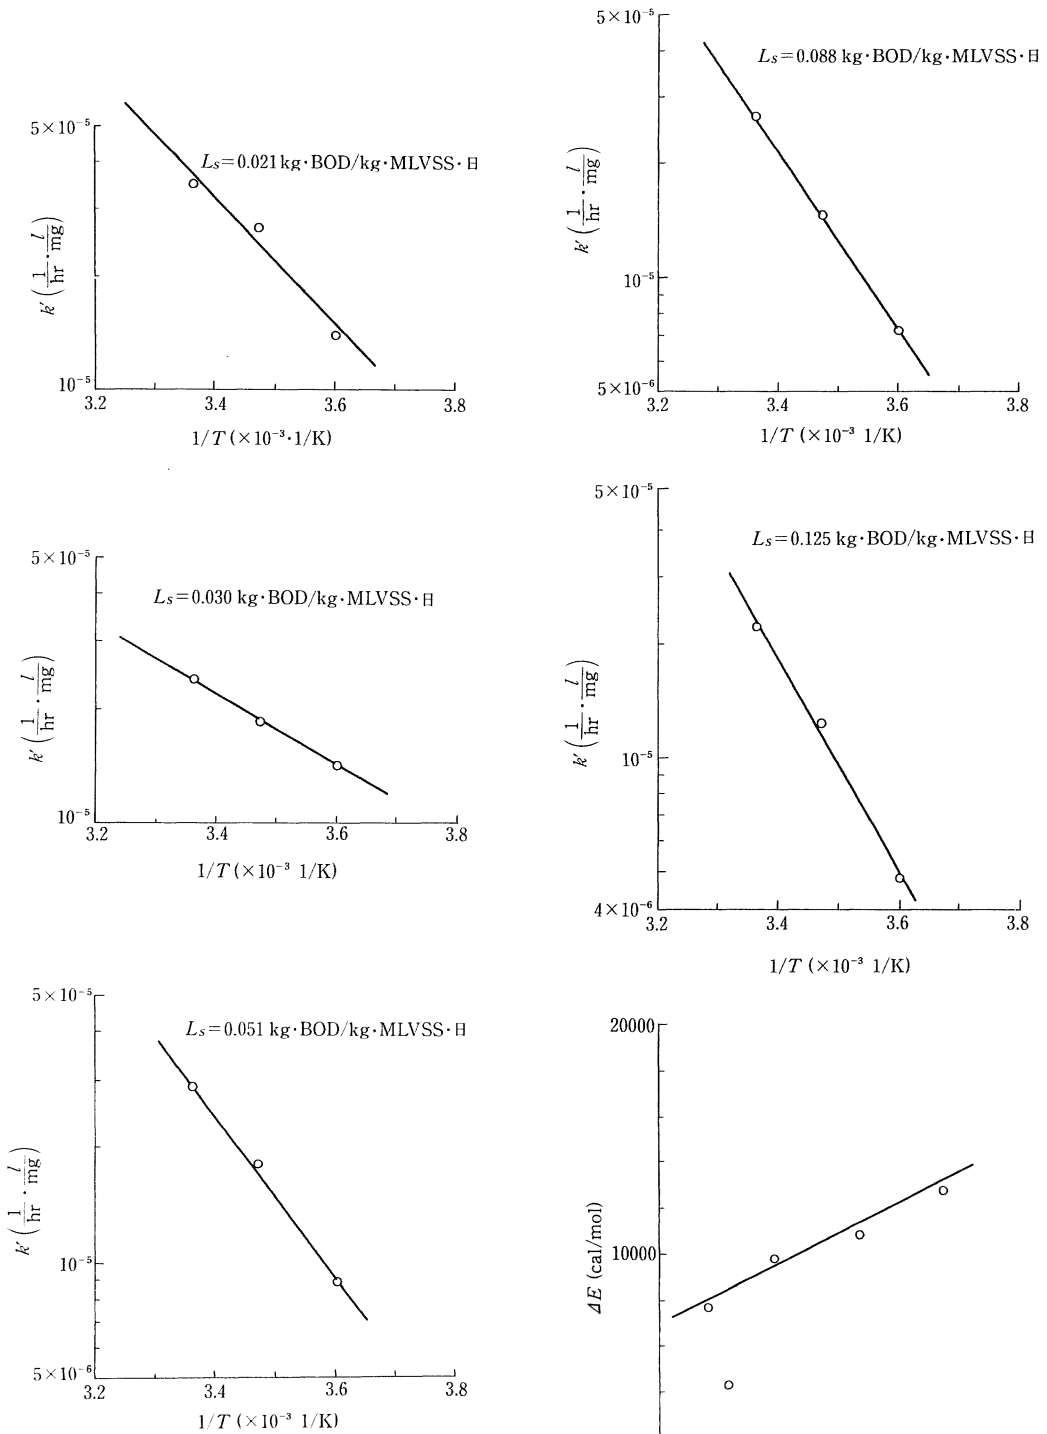 5×10⁻⁵
Ls=0.021 kg·BOD/kg·MLVSS·日
k′ (1/hr · l/mg)
10⁻⁵
3.2 3.4 3.6 3.8
1/T (×10⁻³·1/K)
5×10⁻⁵
Ls=0.030 kg·BOD/kg·MLVSS·日
k′ (1/hr · l/mg)
10⁻⁵
3.2 3.4 3.6 3.8
1/T (×10⁻³ 1/K)
5×10⁻⁵
Ls=0.051 kg·BOD/kg·MLVSS·日
k′ (1/hr · l/mg)
10⁻⁵
5×10⁻⁶
3.2 3.4 3.6 3.8
1/T (×10⁻³ 1/K)
5×10⁻⁵
Ls=0.088 kg·BOD/kg·MLVSS·日
k′ (1/hr · l/mg)
10⁻⁵
5×10⁻⁶
3.2 3.4 3.6 3.8
1/T (×10⁻³ 1/K)
5×10⁻⁵
Ls=0.125 kg·BOD/kg·MLVSS·日
k′ (1/hr · l/mg)
10⁻⁵
4×10⁻⁶
3.2 3.4 3.6 3.8
1/T (×10⁻³ 1/K)
20000
ΔE (cal/mol)
10000